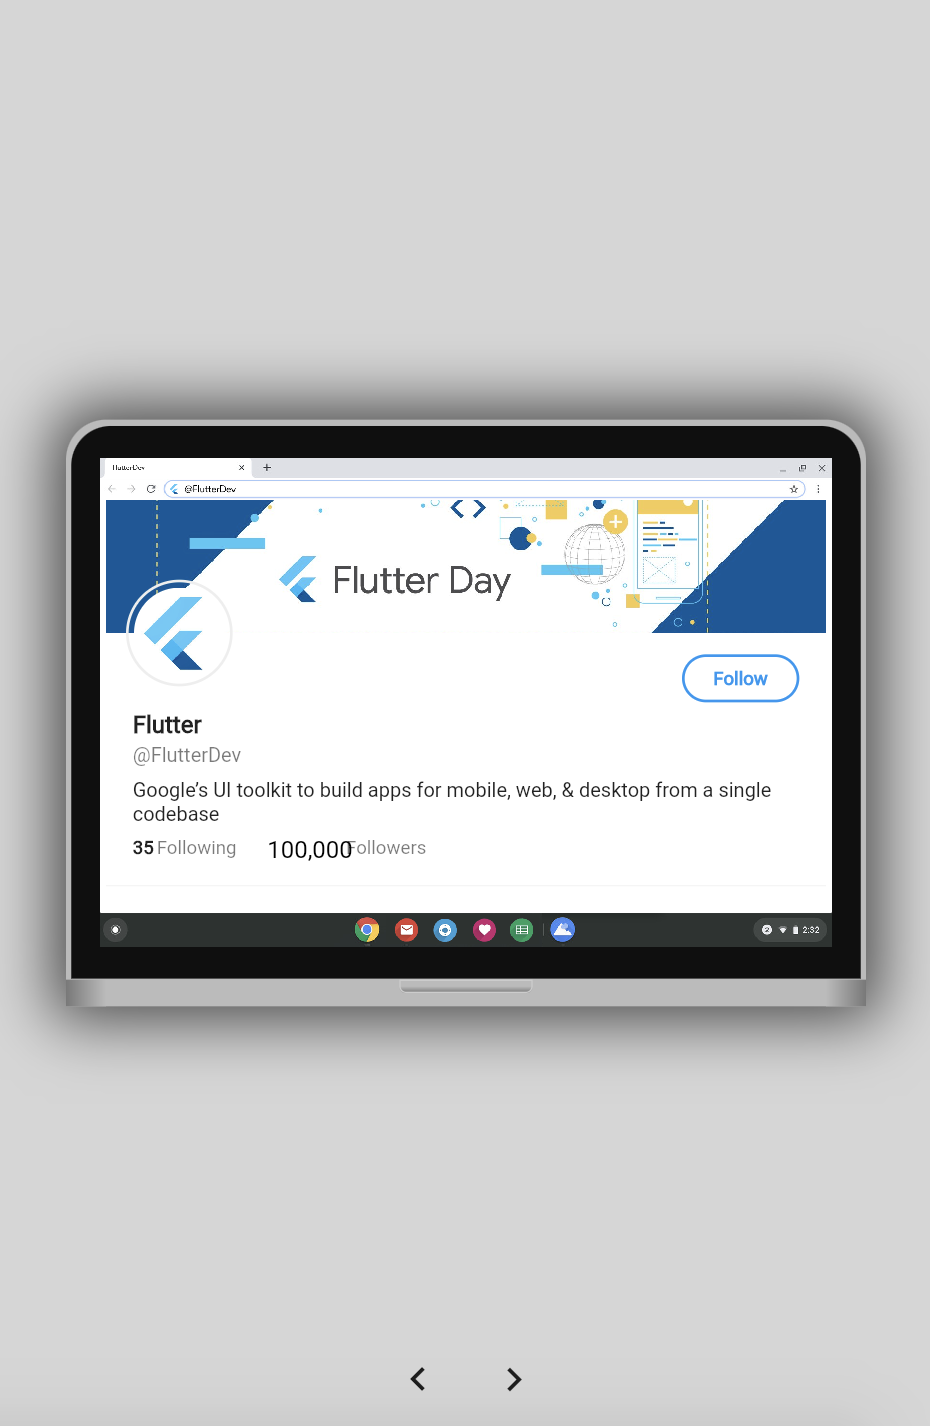 FlutterDev
@FlutterDev
Flutter Day
Follow
Flutter
@FlutterDev
Google’s UI toolkit to build apps for mobile, web, & desktop from a single
codebase
35 Following 100,000 Followers
2 2:32